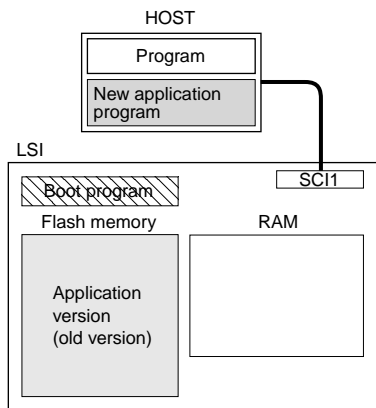 HOST
Program
New application
program
LSI
SCI1
Boot program
Flash memory
RAM
Application
version
(old version)